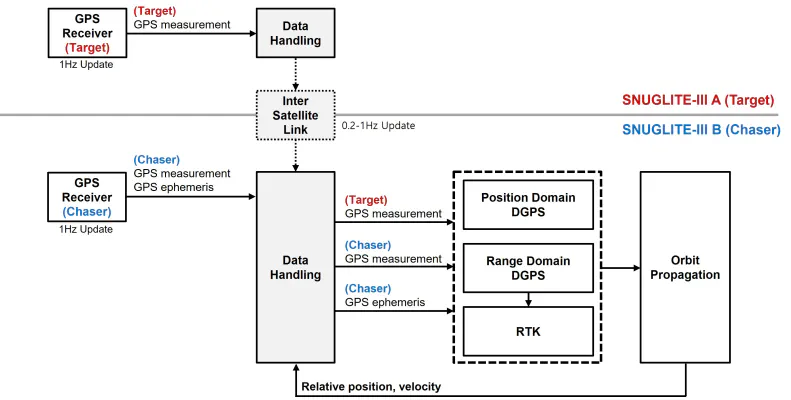 GPS
Receiver
(Target)
1Hz Update
(Target)
GPS measurement
Data
Handling
Inter
Satellite
Link
0.2-1Hz Update
SNUGLITE-III A (Target)
SNUGLITE-III B (Chaser)
GPS
Receiver
(Chaser)
1Hz Update
(Chaser)
GPS measurement
GPS ephemeris
Data
Handling
(Target)
GPS measurement
(Chaser)
GPS measurement
(Chaser)
GPS ephemeris
Position Domain
DGPS
Range Domain
DGPS
RTK
Orbit
Propagation
Relative position, velocity